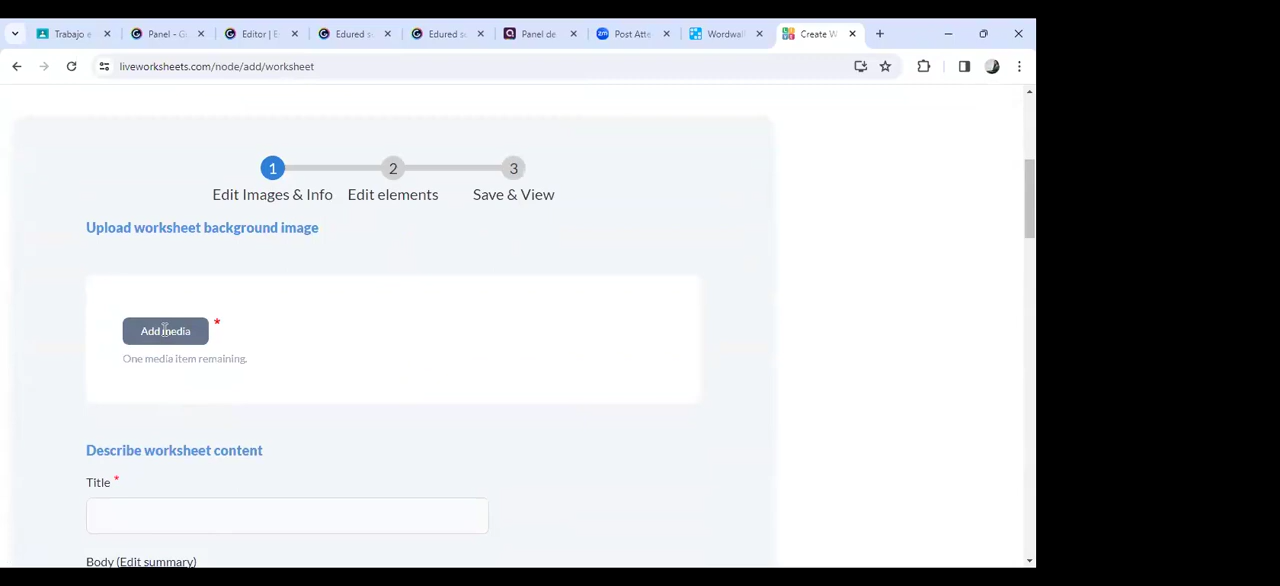 Trabajo e
Panel - G
Editor | E
Edured s
Edured s
Panel de
Post Atte
Wordwal
Create W
liveworksheets.com/node/add/worksheet
1 2 3
Edit Images & Info Edit elements Save & View
Upload worksheet background image
Add media *
One media item remaining.
Describe worksheet content
Title *
Body (Edit summary)